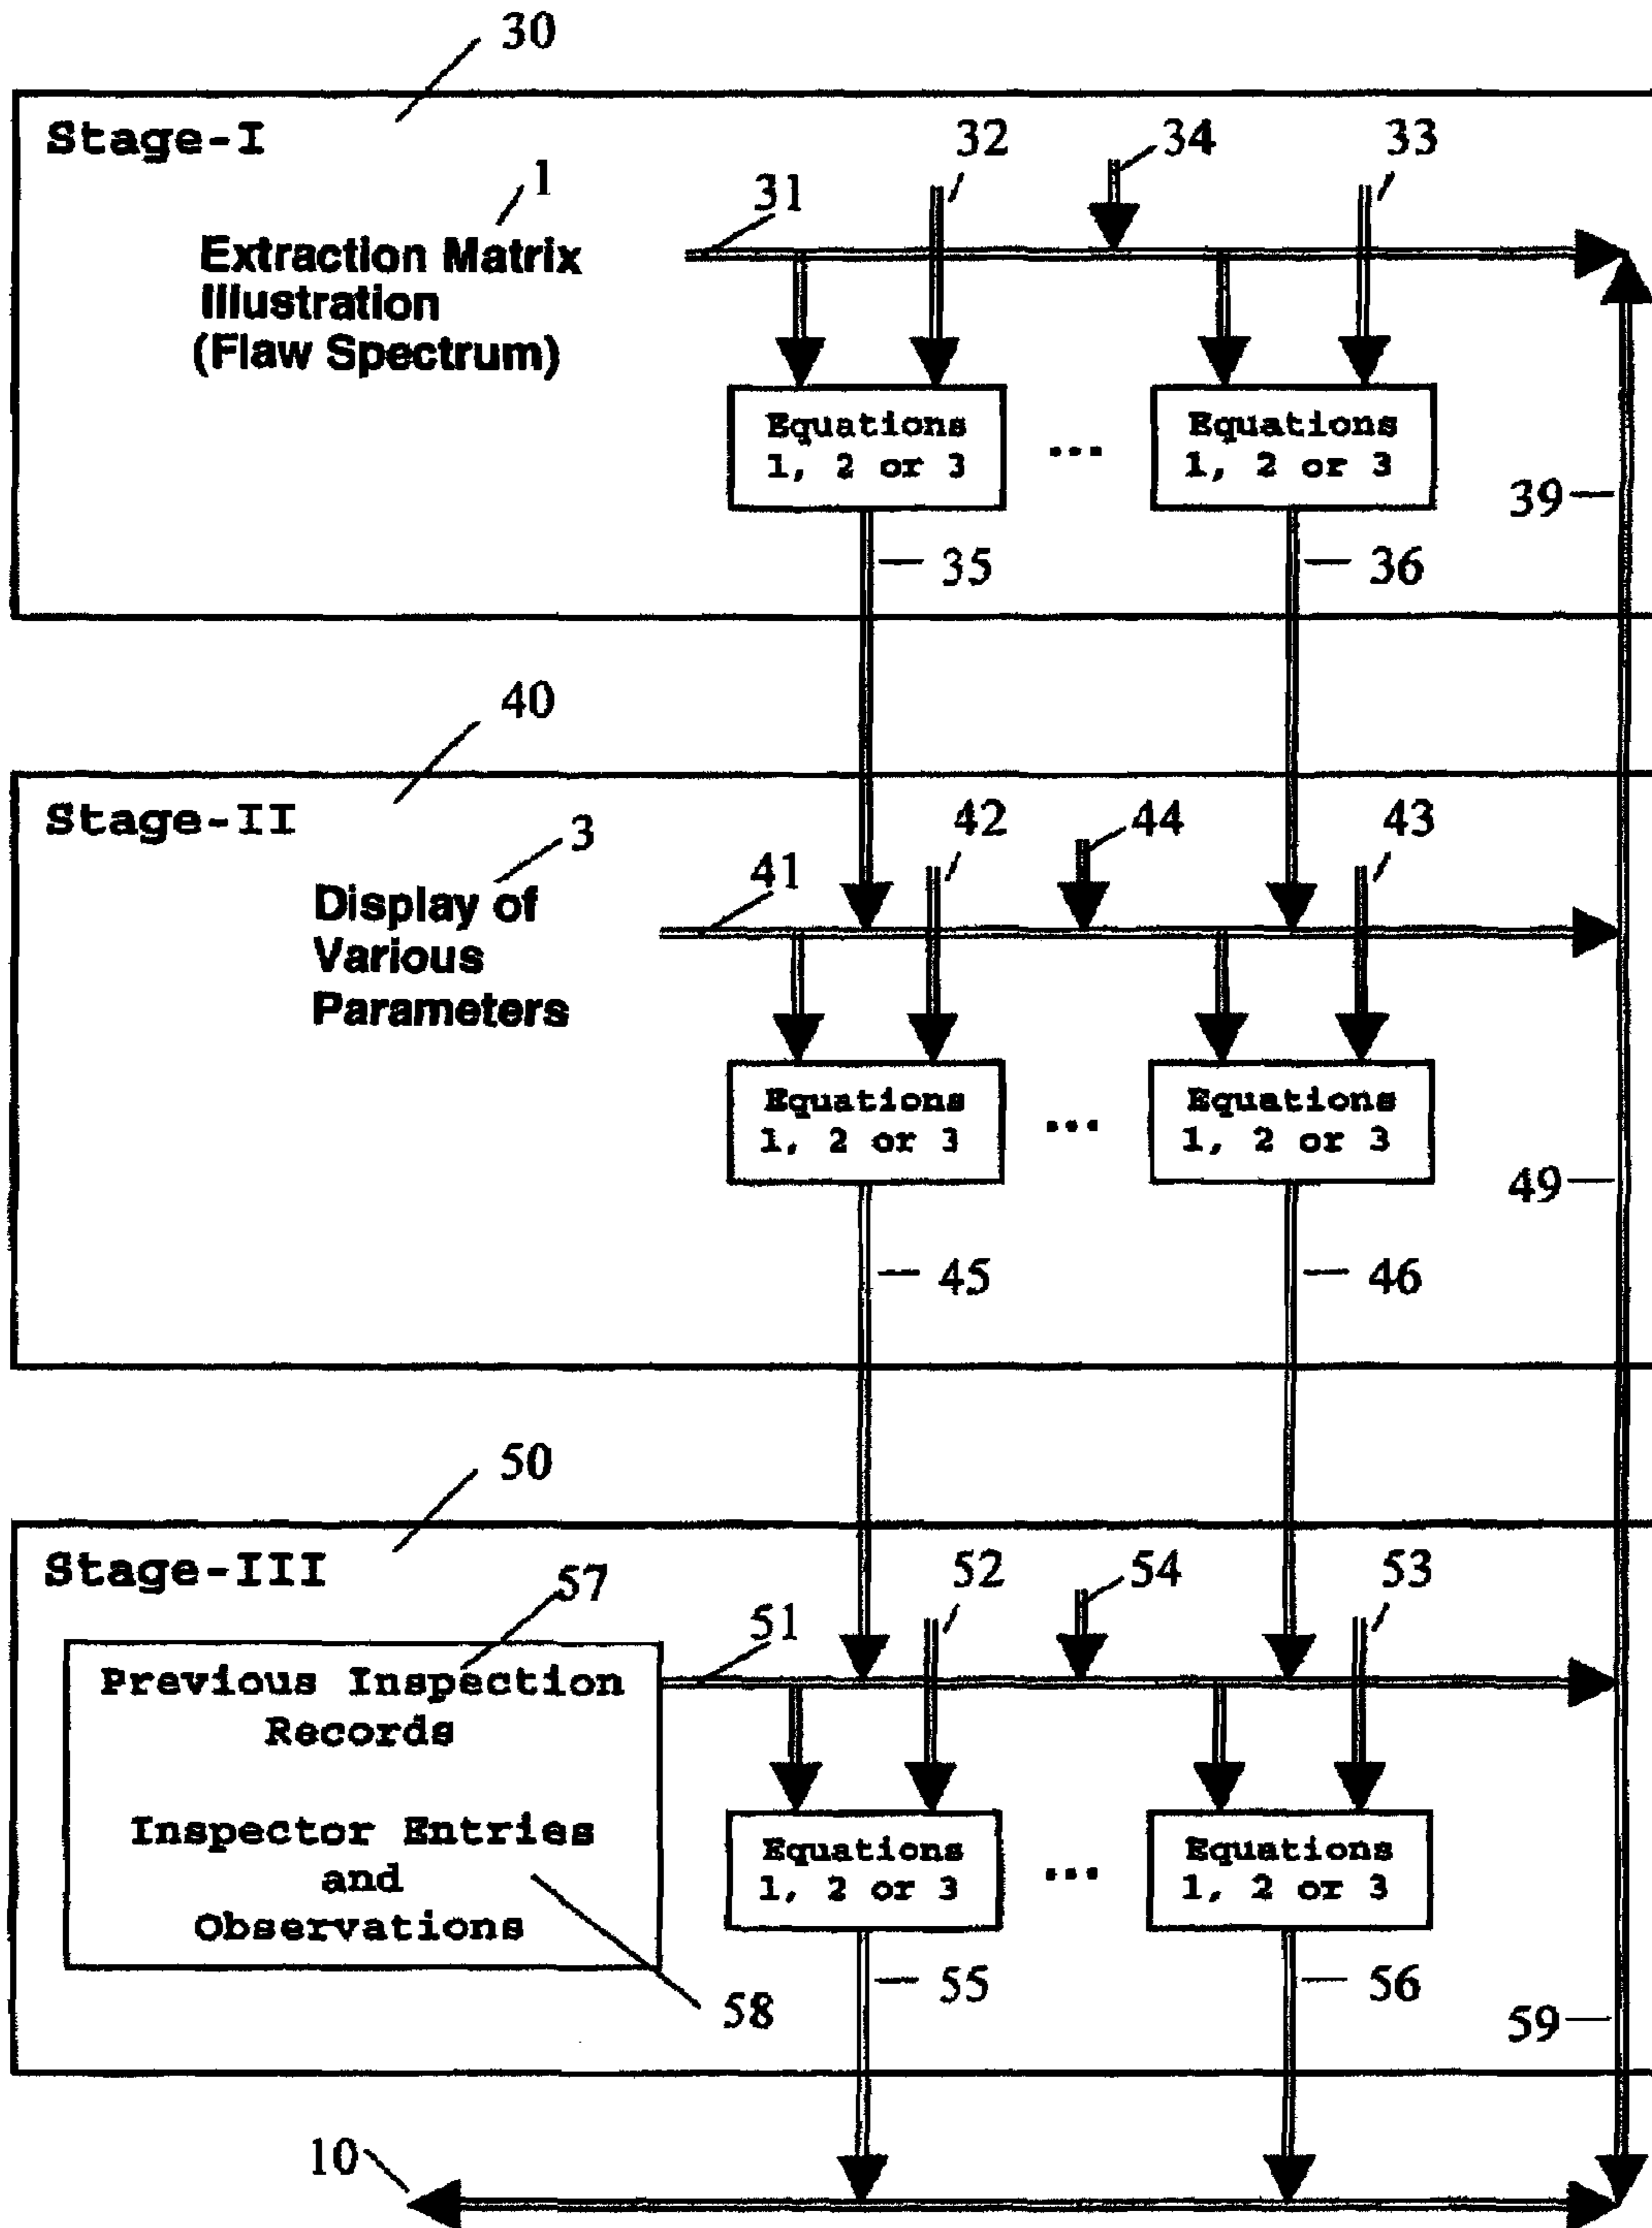 30
Stage-I
1
Extraction Matrix
Illustration
(Flaw Spectrum)
31
32
34
33
Equations
1, 2 or 3
...
Equations
1, 2 or 3
39
35
36
40
Stage-II
3
Display of
Various
Parameters
41
42
44
43
Equations
1, 2 or 3
...
Equations
1, 2 or 3
49
45
46
50
Stage-III
57
Previous Inspection
Records
Inspector Entries
and
Observations
58
51
52
54
53
Equations
1, 2 or 3
...
Equations
1, 2 or 3
55
56
59
10